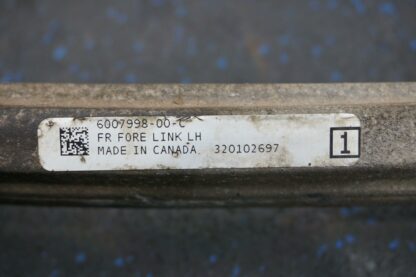 6007998-00-C
FR FORE LINK LH
MADE IN CANADA 320102697
1